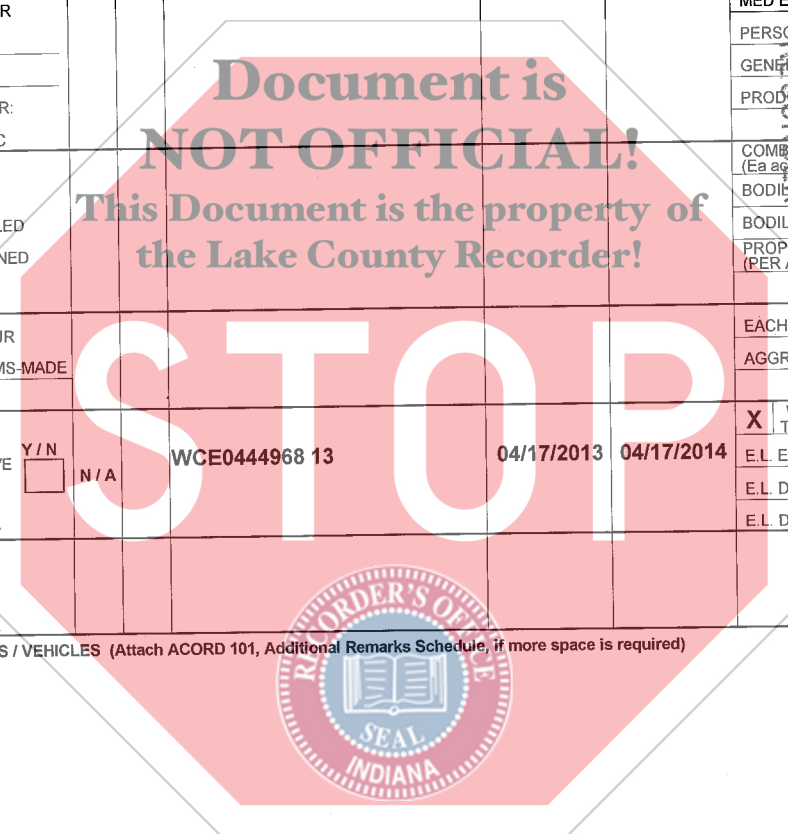 R
MED E
PERSO
Document is
GENE
PROD
R:
C
NOT OFFICIAL!
COMB
(Ea ac
BODIL
This Document is the property of
LED
BODIL
the Lake County Recorder!
NED
PROP
(PER A
STOP
UR
EACH
MS-MADE
AGGR
X
Y / N
VE
N / A
WCE0444968 13
04/17/2013
04/17/2014
E.L. E
E.L. D
E.L. D
S / VEHICLES (Attach ACORD 101, Additional Remarks Schedule, if more space is required)
RECORDER'S OFFICE
SEAL
INDIANA